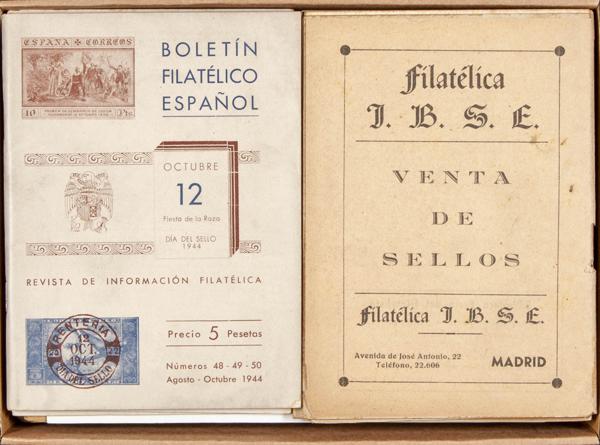 ESPAÑA CORREOS
10 Pts.
BOLETÍN
FILATÉLICO
ESPAÑOL
OCTUBRE
12
Fiesta de la Raza
DÍA DEL SELLO
1944
REVISTA DE INFORMACIÓN FILATÉLICA
RENTERIA
12
OCT.
1944
DIA DEL SELLO
Precio 5 Pesetas
Números 48-49-50
Agosto - Octubre 1944
Filatélica
I. B. S. E.
VENTA
DE
SELLOS
Filatélica I. B. S. E.
Avenida de José Antonio, 22
Teléfono, 22.606
MADRID